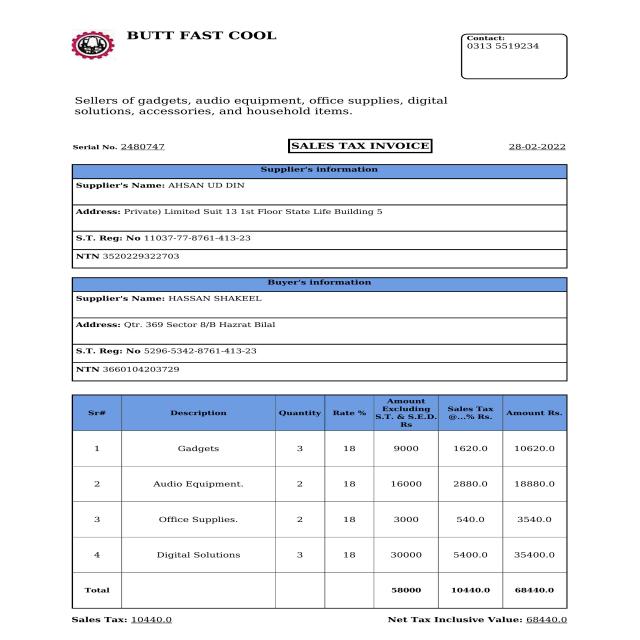 BUTT FAST COOL
Contact:
0313 5519234
Sellers of gadgets, audio equipment, office supplies, digital
solutions, accessories, and household items.
Serial No. 2480747 SALES TAX INVOICE 28-02-2022
Supplier's information
Supplier's Name: AHSAN UD DIN
Address: Private) Limited Suit 13 1st Floor State Life Building 5
S.T. Reg: No 11037-77-8761-413-23
NTN 3520229322703
Buyer's information
Supplier's Name: HASSAN SHAKEEL
Address: Qtr. 369 Sector 8/B Hazrat Bilal
S.T. Reg: No 5296-5342-8761-413-23
NTN 3660104203729
Sr# Description Quantity Rate % Amount Excluding S.T. & S.E.D. Rs Sales Tax @...% Rs. Amount Rs.
1 Gadgets 3 18 9000 1620.0 10620.0
2 Audio Equipment. 2 18 16000 2880.0 18880.0
3 Office Supplies. 2 18 3000 540.0 3540.0
4 Digital Solutions 3 18 30000 5400.0 35400.0
Total 58000 10440.0 68440.0
Sales Tax: 10440.0 Net Tax Inclusive Value: 68440.0